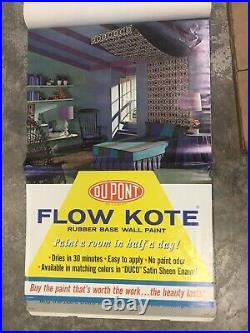 DU PONT
FLOW KOTE®
RUBBER BASE WALL PAINT
Paint a room in half a day!
• Dries in 30 minutes • Easy to apply • No paint odor
• Available in matching colors in "DUCO" Satin Sheen Enamel
Buy the paint that's worth the work...the beauty lasts!